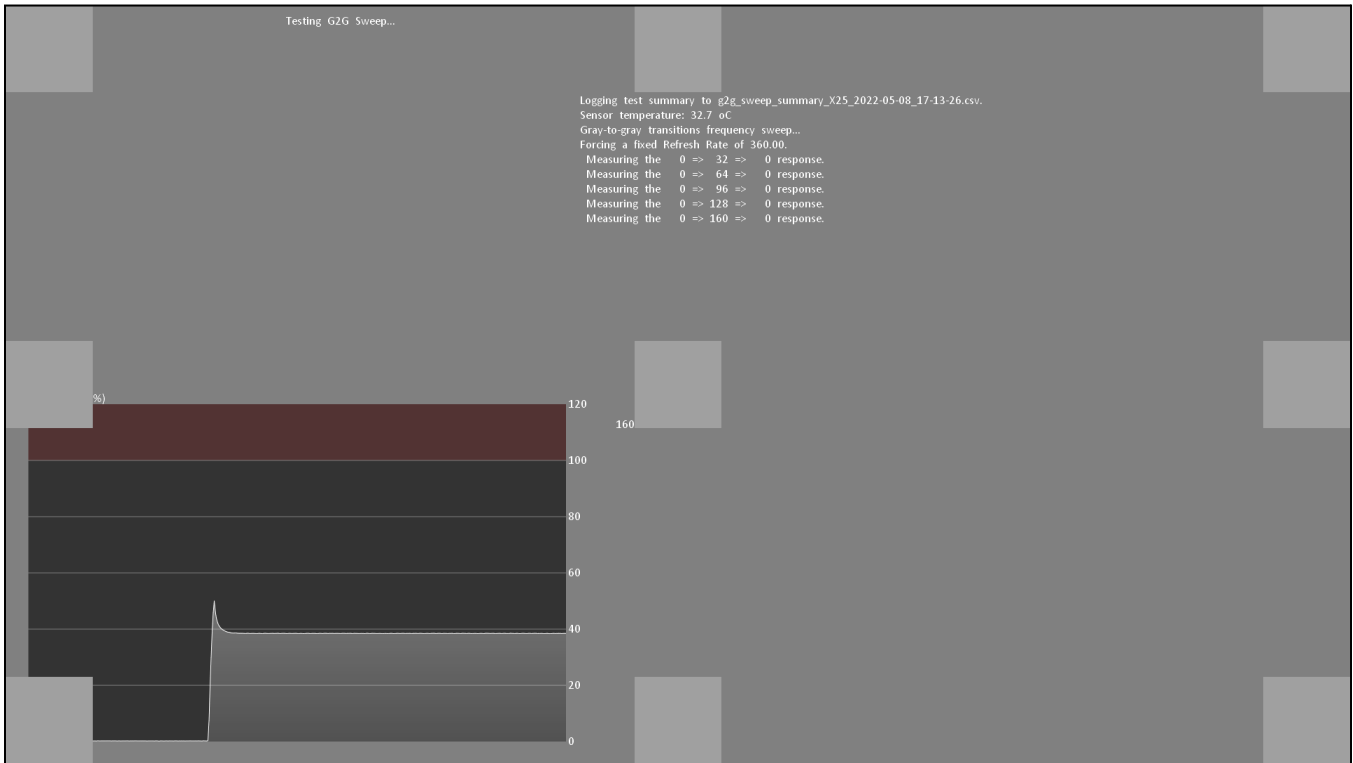 Testing G2G Sweep...
Logging test summary to g2g_sweep_summary_X25_2022-05-08_17-13-26.csv.
Sensor temperature: 32.7 oC
Gray-to-gray transitions frequency sweep...
Forcing a fixed Refresh Rate of 360.00.
Measuring the 0 => 32 => 0 response.
Measuring the 0 => 64 => 0 response.
Measuring the 0 => 96 => 0 response.
Measuring the 0 => 128 => 0 response.
Measuring the 0 => 160 => 0 response.
%)
120
160
100
80
60
40
20
0